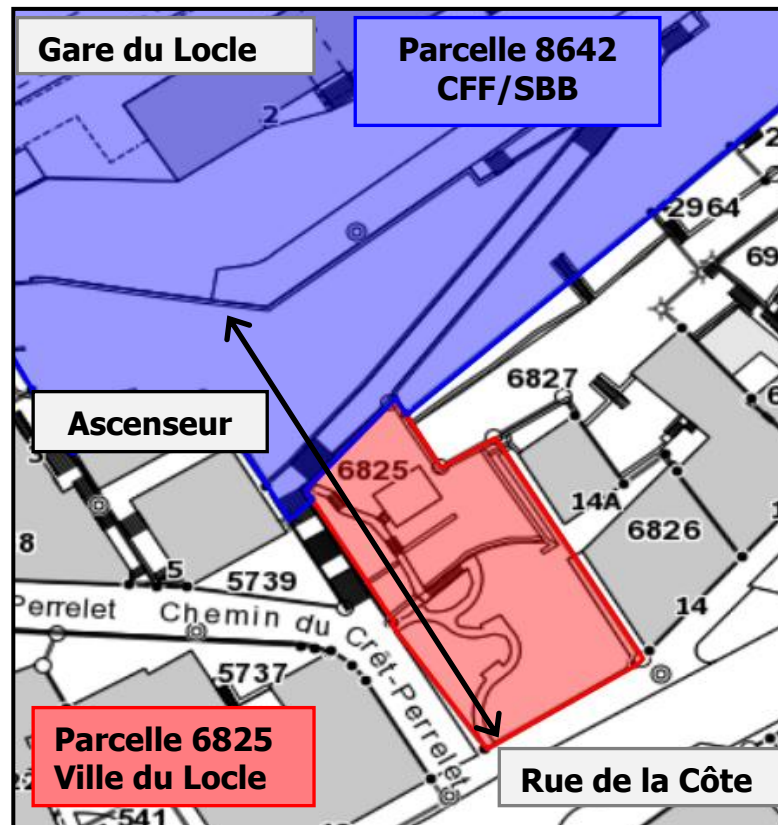 Gare du Locle
Parcelle 8642
CFF/SBB
2
2964
69
6827
Ascenseur
6825
14A
6826
8
5
5739
14
Perrelet Chemin du Crêt-Perrelet
5737
Parcelle 6825
Ville du Locle
Rue de la Côte
541